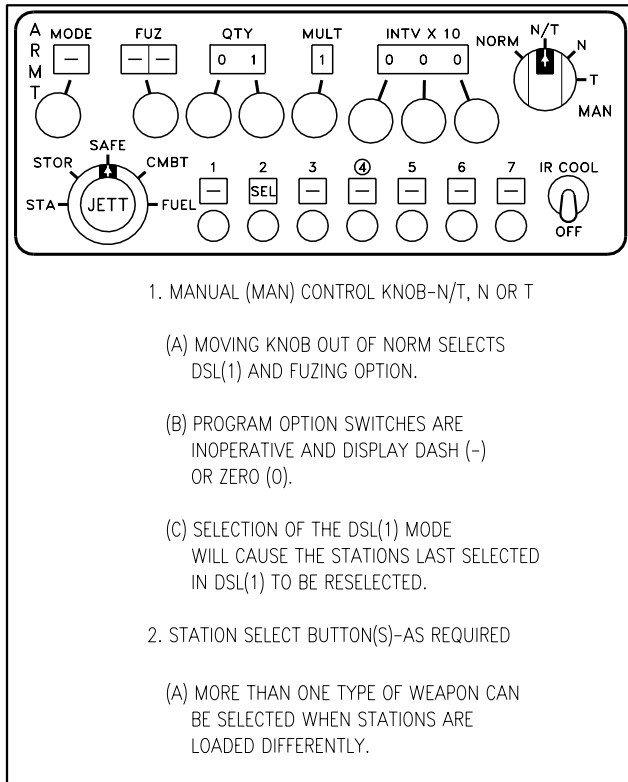 ARMT
MODE FUZ QTY MULT INTV X 10
NORM N/T N T MAN
– – – 0 1 1 0 0 0
STA STOR SAFE CMBT FUEL
JETT
1 2 3 ④ 5 6 7
– SEL – – – – –
IR COOL
OFF
1. MANUAL (MAN) CONTROL KNOB–N/T, N OR T
(A) MOVING KNOB OUT OF NORM SELECTS
DSL(1) AND FUZING OPTION.
(B) PROGRAM OPTION SWITCHES ARE
INOPERATIVE AND DISPLAY DASH (–)
OR ZERO (0).
(C) SELECTION OF THE DSL(1) MODE
WILL CAUSE THE STATIONS LAST SELECTED
IN DSL(1) TO BE RESELECTED.
2. STATION SELECT BUTTON(S)–AS REQUIRED
(A) MORE THAN ONE TYPE OF WEAPON CAN
BE SELECTED WHEN STATIONS ARE
LOADED DIFFERENTLY.